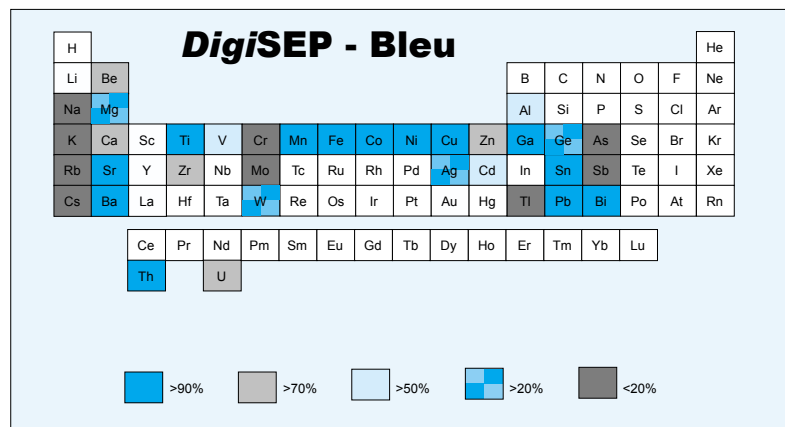 DigiSEP - Bleu
H He
Li Be B C N O F Ne
Na Mg Al Si P S Cl Ar
K Ca Sc Ti V Cr Mn Fe Co Ni Cu Zn Ga Ge As Se Br Kr
Rb Sr Y Zr Nb Mo Tc Ru Rh Pd Ag Cd In Sn Sb Te I Xe
Cs Ba La Hf Ta W Re Os Ir Pt Au Hg Tl Pb Bi Po At Rn
Ce Pr Nd Pm Sm Eu Gd Tb Dy Ho Er Tm Yb Lu
Th U
>90% >70% >50% >20% <20%